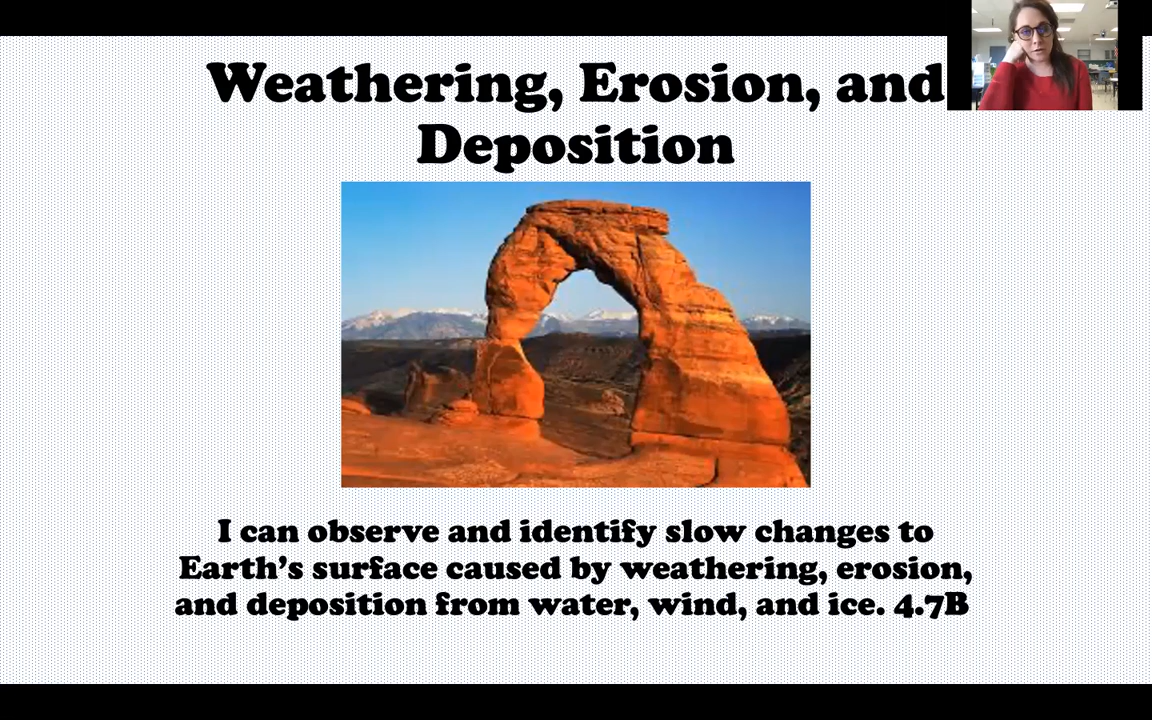 Weathering, Erosion, and
Deposition
I can observe and identify slow changes to
Earth’s surface caused by weathering, erosion,
and deposition from water, wind, and ice. 4.7B